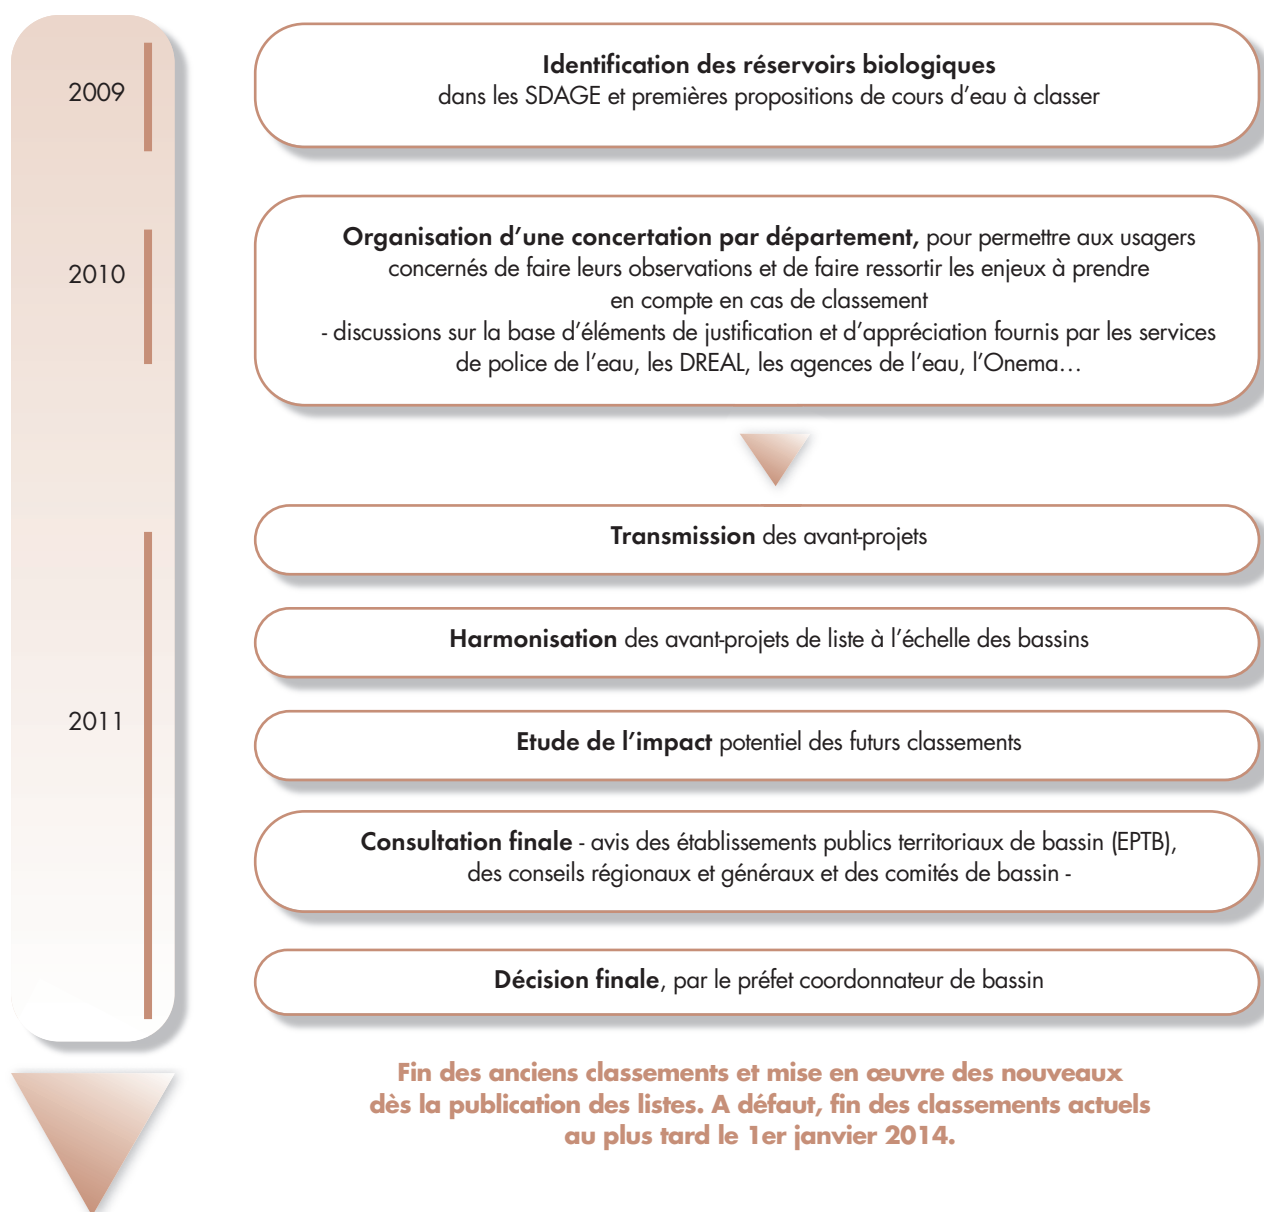 2009
Identification des réservoirs biologiques
dans les SDAGE et premières propositions de cours d’eau à classer
2010
Organisation d’une concertation par département, pour permettre aux usagers
concernés de faire leurs observations et de faire ressortir les enjeux à prendre
en compte en cas de classement
- discussions sur la base d’éléments de justification et d’appréciation fournis par les services
de police de l’eau, les DREAL, les agences de l’eau, l’Onema…
2011
Transmission des avant-projets
Harmonisation des avant-projets de liste à l’échelle des bassins
Etude de l’impact potentiel des futurs classements
Consultation finale - avis des établissements publics territoriaux de bassin (EPTB),
des conseils régionaux et généraux et des comités de bassin -
Décision finale, par le préfet coordonnateur de bassin
Fin des anciens classements et mise en œuvre des nouveaux
dès la publication des listes. A défaut, fin des classements actuels
au plus tard le 1er janvier 2014.